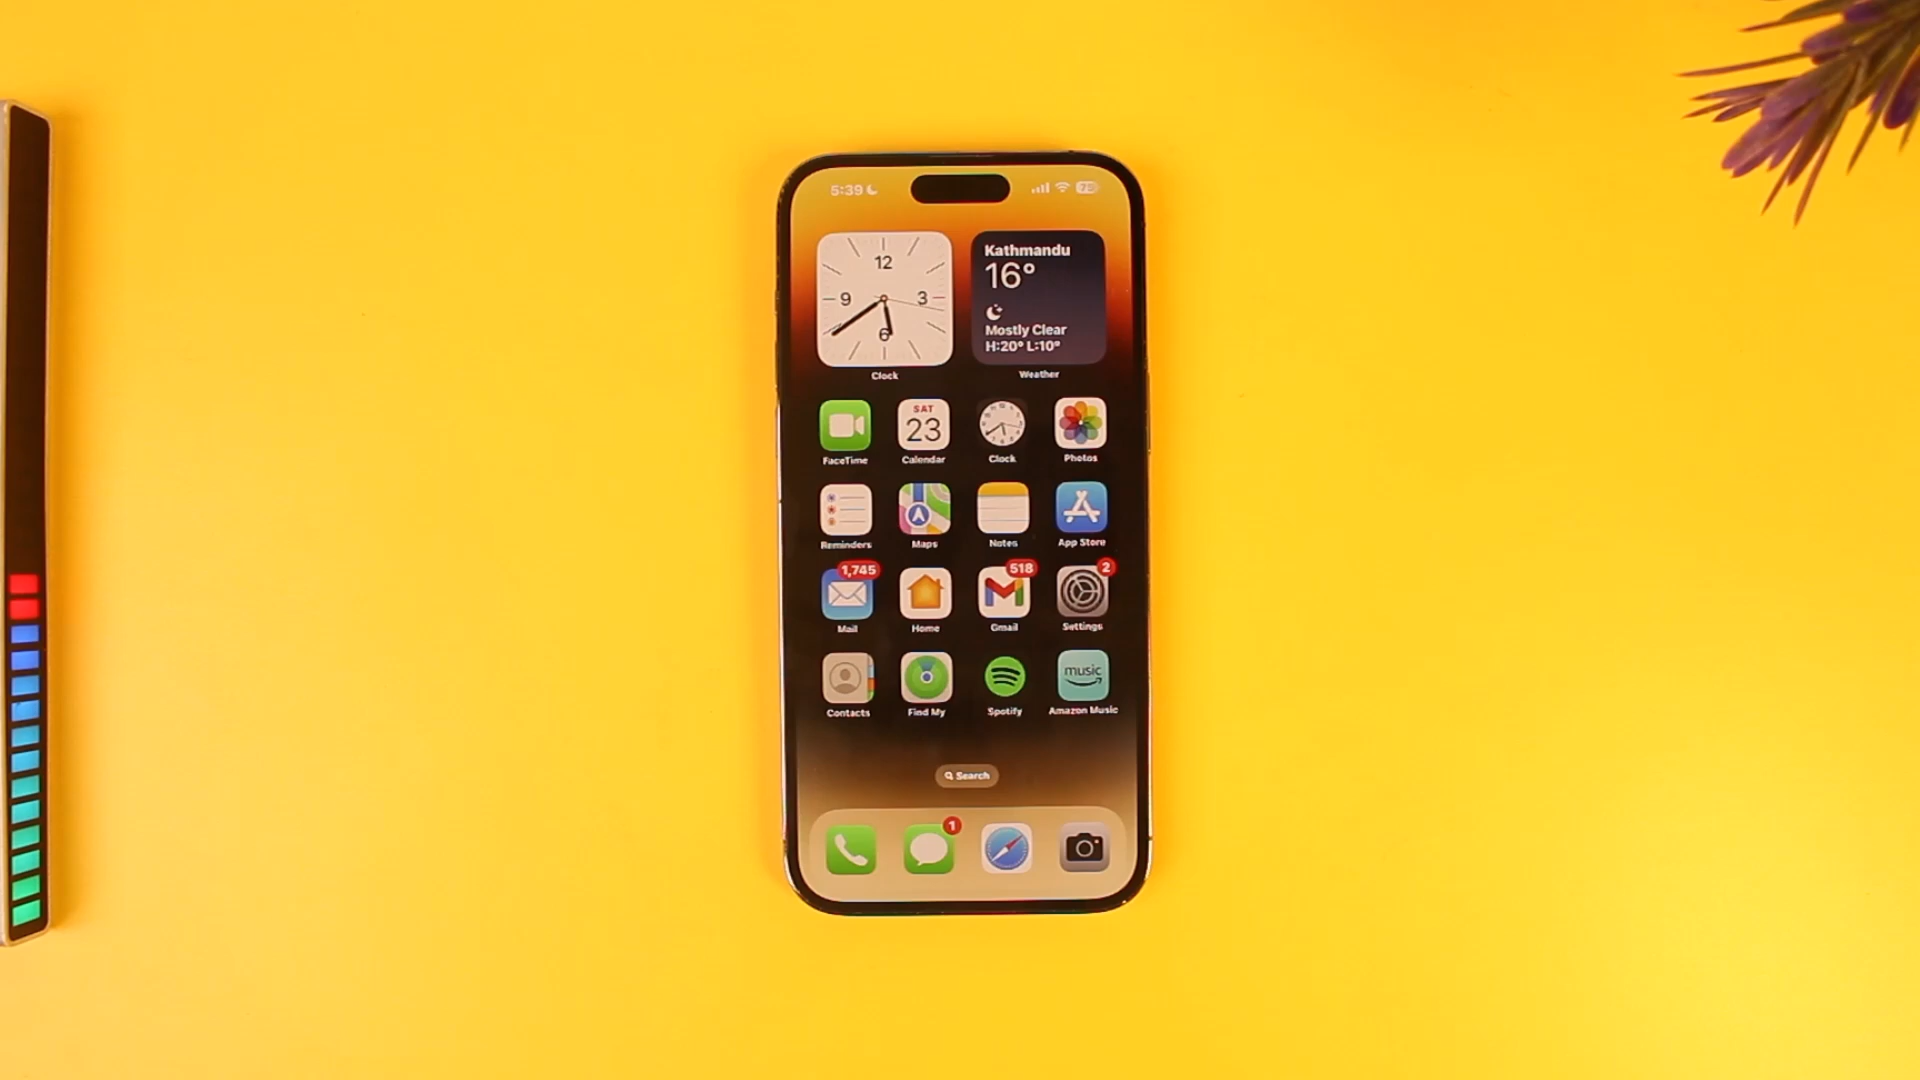 5:39
79
12
9
3
6
Kathmandu
16°
Mostly Clear
H:20° L:10°
Clock
Weather
SAT
23
FaceTime
Calendar
Clock
Photos
Reminders
Maps
Notes
App Store
1,745
518
2
Mail
Home
Gmail
Settings
music
Contacts
Find My
Spotify
Amazon Music
Search
1